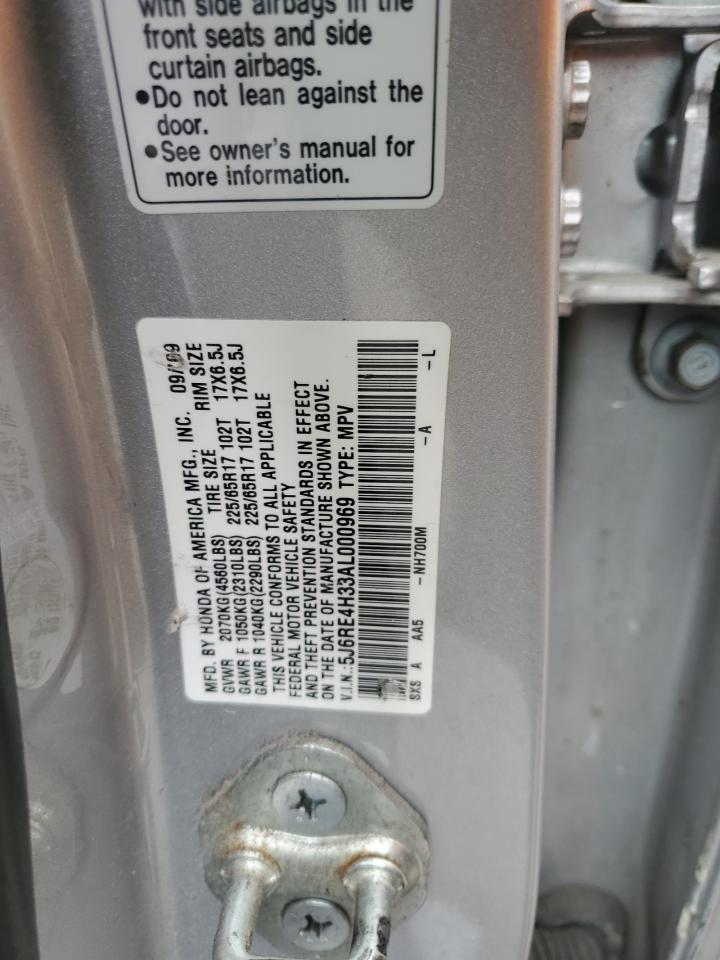 with side airbags in the
front seats and side
curtain airbags.
●Do not lean against the
door.
●See owner's manual for
more information.
MFD. BY HONDA OF AMERICA MFG., INC. 09/09
GVWR 2070KG(4560LBS) TIRE SIZE RIM SIZE
GAWR F 1050KG(2310LBS) 225/65R17 102T 17X6.5J
GAWR R 1040KG(2290LBS) 225/65R17 102T 17X6.5J
THIS VEHICLE CONFORMS TO ALL APPLICABLE
FEDERAL MOTOR VEHICLE SAFETY
AND THEFT PREVENTION STANDARDS IN EFFECT
ON THE DATE OF MANUFACTURE SHOWN ABOVE.
V.I.N.:5J6RE4H33AL000969 TYPE: MPV
SXS A AA5 -NH700M -A -L